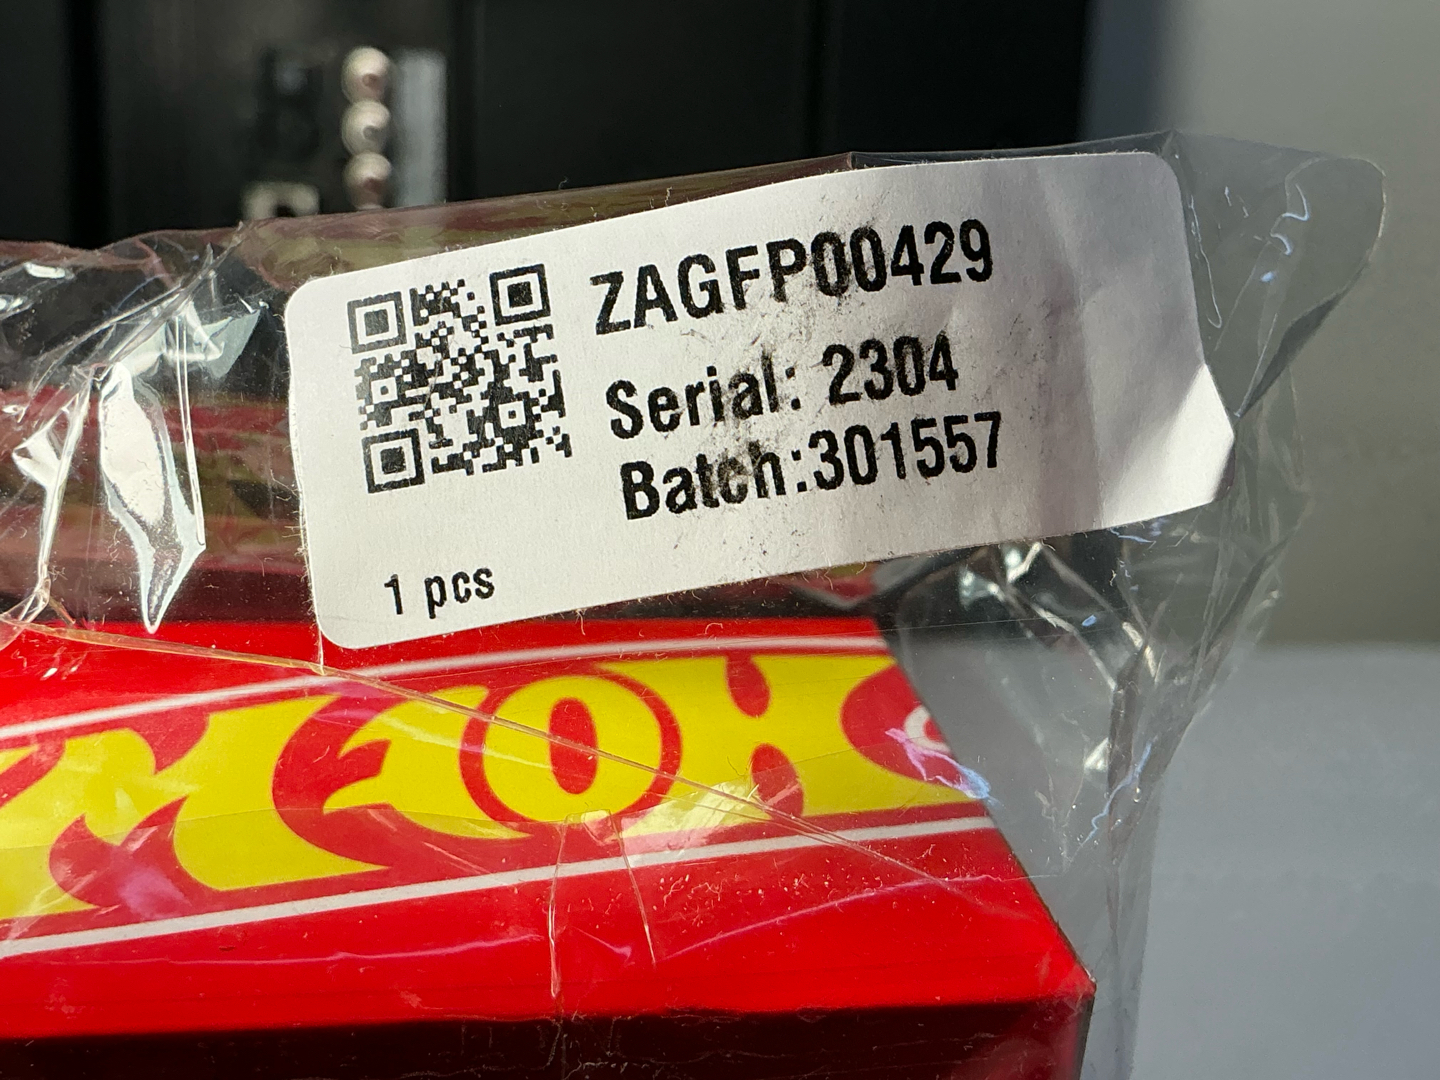 ZAGFP00429
Serial: 2304
Batch:301557
1 pcs